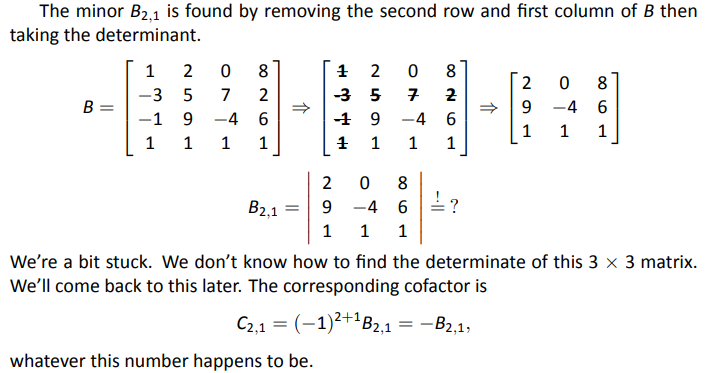 The minor B2,1 is found by removing the second row and first column of B then
taking the determinant.
B = [ 1 2 0 8 ; −3 5 7 2 ; −1 9 −4 6 ; 1 1 1 1 ] ⇒ [ 1 2 0 8 ; -3 5 7 2 ; -1 9 −4 6 ; 1 1 1 1 ] ⇒ [ 2 0 8 ; 9 −4 6 ; 1 1 1 ]
B2,1 = | 2 0 8 ; 9 −4 6 ; 1 1 1 | =! ?
We're a bit stuck. We don't know how to find the determinate of this 3 × 3 matrix.
We'll come back to this later. The corresponding cofactor is
C2,1 = (−1)^2+1 B2,1 = −B2,1,
whatever this number happens to be.